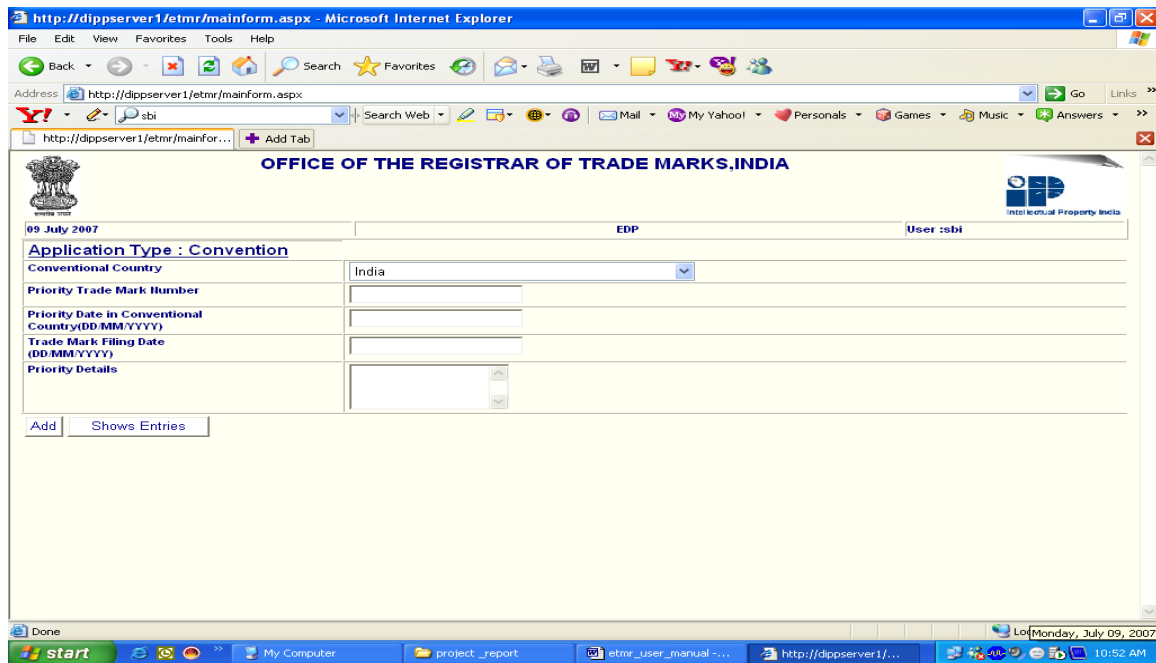 http://dippserver1/etmr/mainform.aspx - Microsoft Internet Explorer
File Edit View Favorites Tools Help
Back Search Favorites
Address http://dippserver1/etmr/mainform.aspx Go Links »
Y! sbi Search Web Mail My Yahoo! Personals Games Music Answers »
http://dippserver1/etmr/mainfor... Add Tab
OFFICE OF THE REGISTRAR OF TRADE MARKS,INDIA
Intellectual Property India
09 July 2007 EDP User :sbi
Application Type : Convention
Conventional Country India
Priority Trade Mark Number
Priority Date in Conventional
Country(DD/MM/YYYY)
Trade Mark Filing Date
(DD/MM/YYYY)
Priority Details
Add Shows Entries
Done
Monday, July 09, 2007
start » My Computer project _report etmr_user_manual -... http://dippserver1/... 10:52 AM